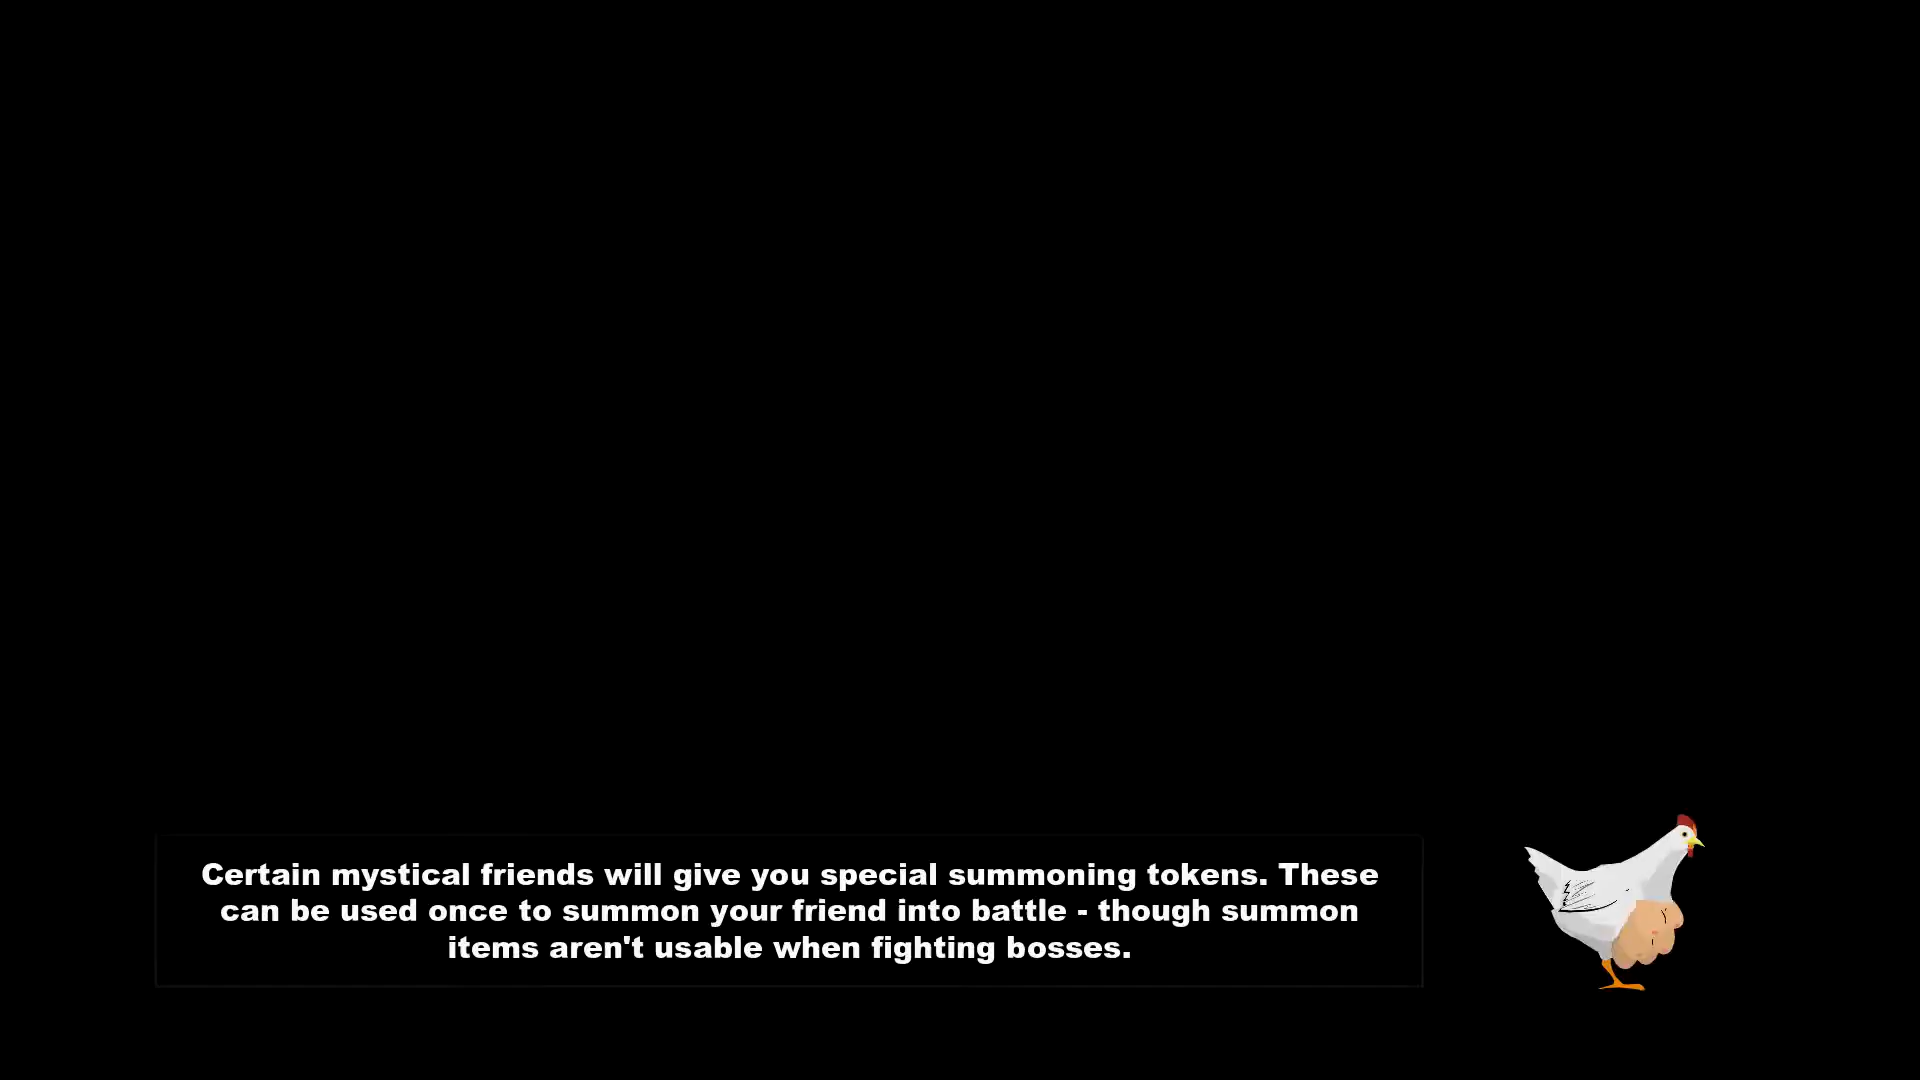 Certain mystical friends will give you special summoning tokens. These
can be used once to summon your friend into battle - though summon
items aren't usable when fighting bosses.